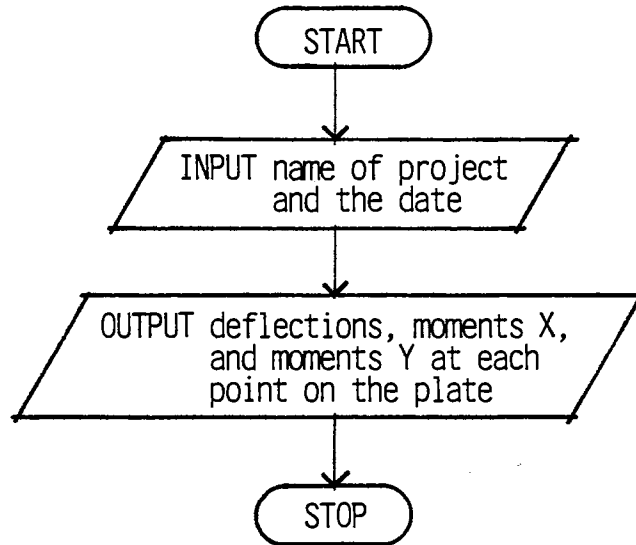 START
INPUT name of project
and the date
OUTPUT deflections, moments X,
and moments Y at each
point on the plate
STOP